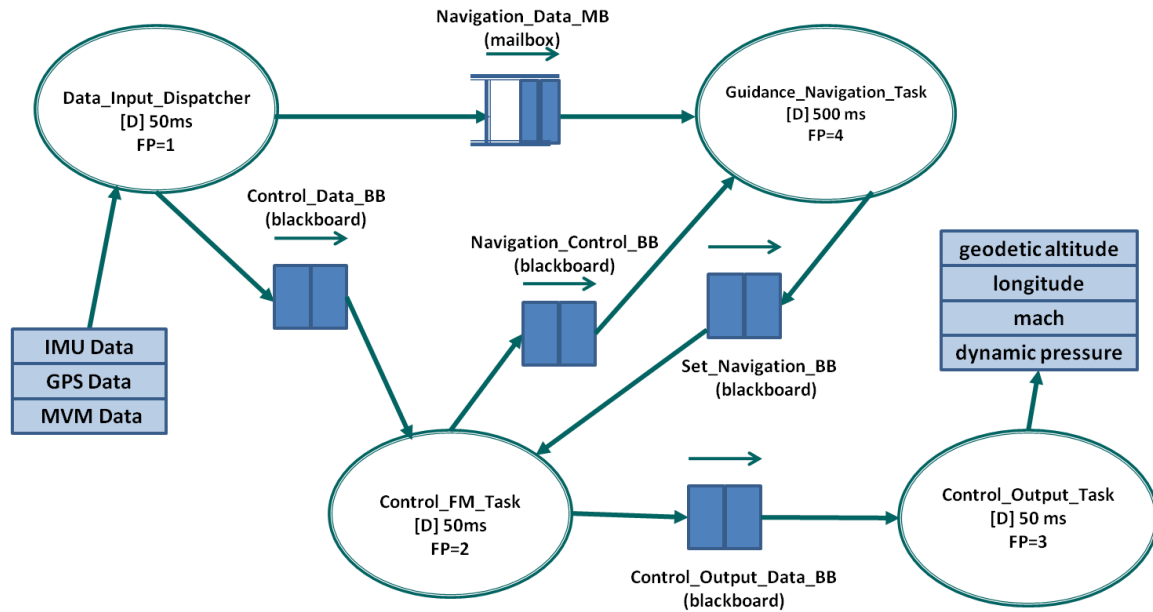 Navigation_Data_MB
(mailbox)
Data_Input_Dispatcher
[D] 50ms
FP=1
Guidance_Navigation_Task
[D] 500 ms
FP=4
Control_Data_BB
(blackboard)
Navigation_Control_BB
(blackboard)
geodetic altitude
longitude
mach
dynamic pressure
IMU Data
GPS Data
MVM Data
Set_Navigation_BB
(blackboard)
Control_FM_Task
[D] 50ms
FP=2
Control_Output_Task
[D] 50 ms
FP=3
Control_Output_Data_BB
(blackboard)